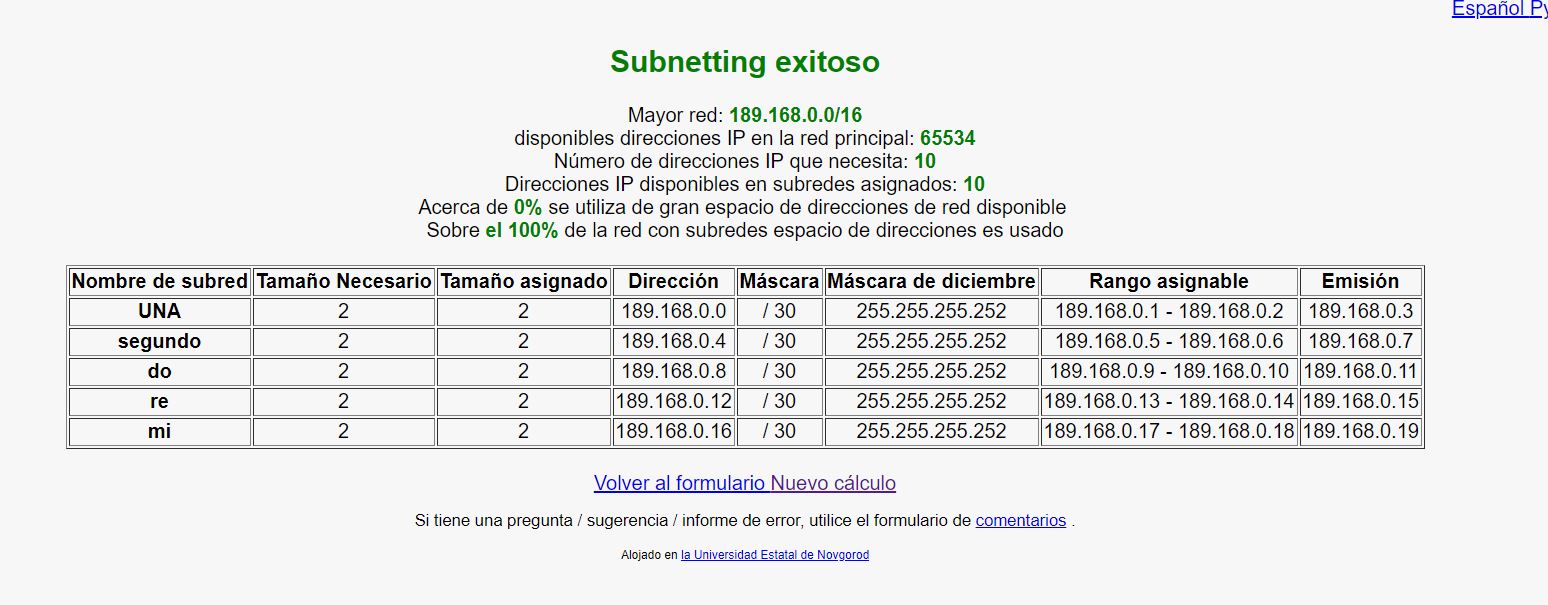 Español Py
Subnetting exitoso
Mayor red: 189.168.0.0/16
disponibles direcciones IP en la red principal: 65534
Número de direcciones IP que necesita: 10
Direcciones IP disponibles en subredes asignados: 10
Acerca de 0% se utiliza de gran espacio de direcciones de red disponible
Sobre el 100% de la red con subredes espacio de direcciones es usado
Nombre de subred Tamaño Necesario Tamaño asignado Dirección Máscara Máscara de diciembre Rango asignable Emisión
UNA 2 2 189.168.0.0 / 30 255.255.255.252 189.168.0.1 - 189.168.0.2 189.168.0.3
segundo 2 2 189.168.0.4 / 30 255.255.255.252 189.168.0.5 - 189.168.0.6 189.168.0.7
do 2 2 189.168.0.8 / 30 255.255.255.252 189.168.0.9 - 189.168.0.10 189.168.0.11
re 2 2 189.168.0.12 / 30 255.255.255.252 189.168.0.13 - 189.168.0.14 189.168.0.15
mi 2 2 189.168.0.16 / 30 255.255.255.252 189.168.0.17 - 189.168.0.18 189.168.0.19
Volver al formulario Nuevo cálculo
Si tiene una pregunta / sugerencia / informe de error, utilice el formulario de comentarios .
Alojado en la Universidad Estatal de Novgorod